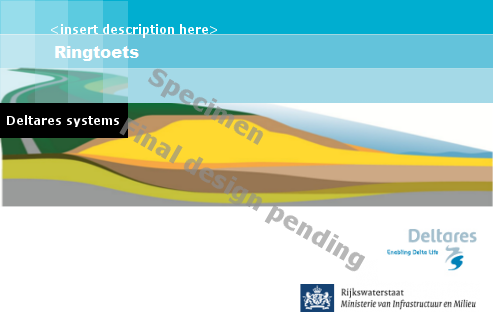 <insert description here>
Ringtoets
Specimen
Deltares systems
Final design pending
Deltares
Enabling Delta Life
Rijkswaterstaat
Ministerie van Infrastructuur en Milieu